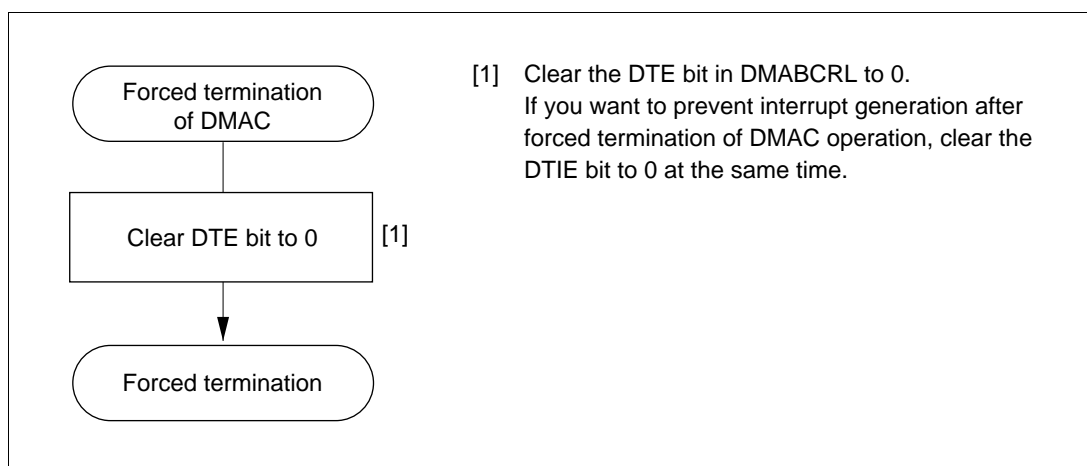 Forced termination
of DMAC
Clear DTE bit to 0
[1]
Forced termination
[1] Clear the DTE bit in DMABCRL to 0.
If you want to prevent interrupt generation after
forced termination of DMAC operation, clear the
DTIE bit to 0 at the same time.